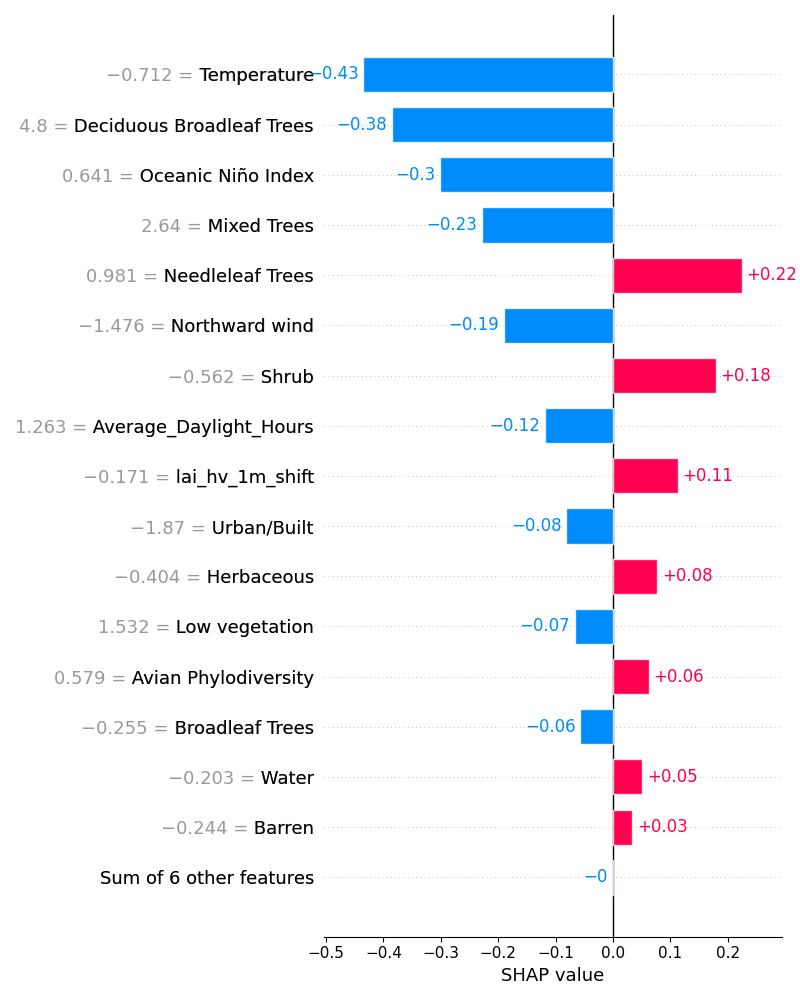 −0.712 = Temperature −0.43
4.8 = Deciduous Broadleaf Trees −0.38
0.641 = Oceanic Niño Index −0.3
2.64 = Mixed Trees −0.23
0.981 = Needleleaf Trees +0.22
−1.476 = Northward wind −0.19
−0.562 = Shrub +0.18
1.263 = Average_Daylight_Hours −0.12
−0.171 = lai_hv_1m_shift +0.11
−1.87 = Urban/Built −0.08
−0.404 = Herbaceous +0.08
1.532 = Low vegetation −0.07
0.579 = Avian Phylodiversity +0.06
−0.255 = Broadleaf Trees −0.06
−0.203 = Water +0.05
−0.244 = Barren +0.03
Sum of 6 other features −0
−0.5 −0.4 −0.3 −0.2 −0.1 0.0 0.1 0.2
SHAP value